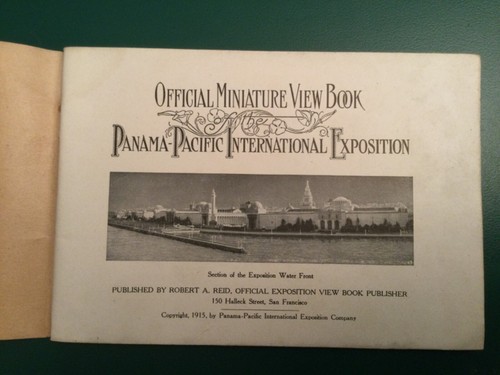 Official Miniature View Book
of the
Panama-Pacific International Exposition
Section of the Exposition Water Front
PUBLISHED BY ROBERT A. REID, OFFICIAL EXPOSITION VIEW BOOK PUBLISHER
150 Halleck Street, San Francisco
Copyright, 1915, by Panama-Pacific International Exposition Company